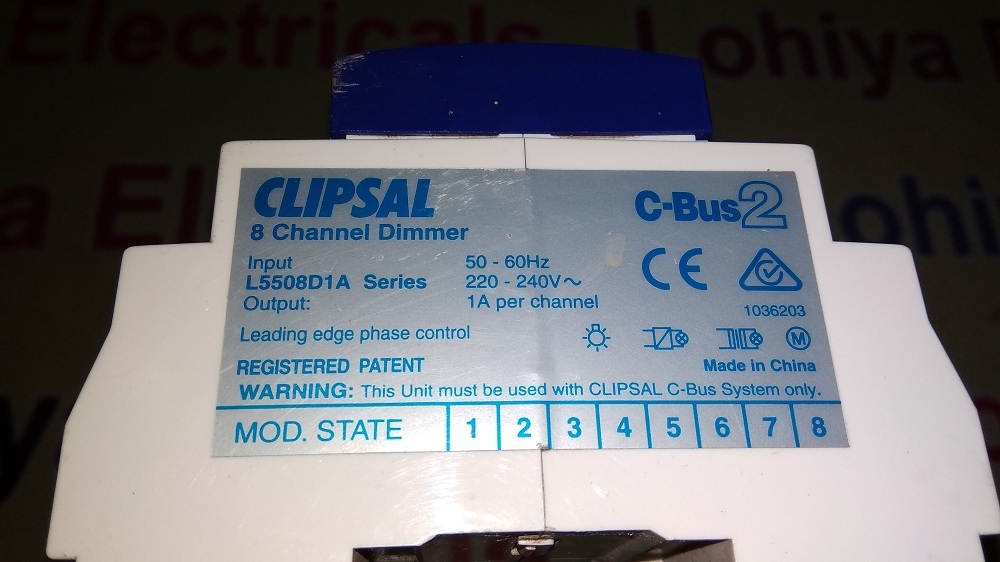 Electricals Lohiya
CLIPSAL
C-Bus2
8 Channel Dimmer
Input 50 - 60Hz
L5508D1A Series 220 - 240V~
Output: 1A per channel
CE
1036203
Leading edge phase control
M
REGISTERED PATENT
Made in China
WARNING: This Unit must be used with CLIPSAL C-Bus System only.
MOD. STATE 1 2 3 4 5 6 7 8